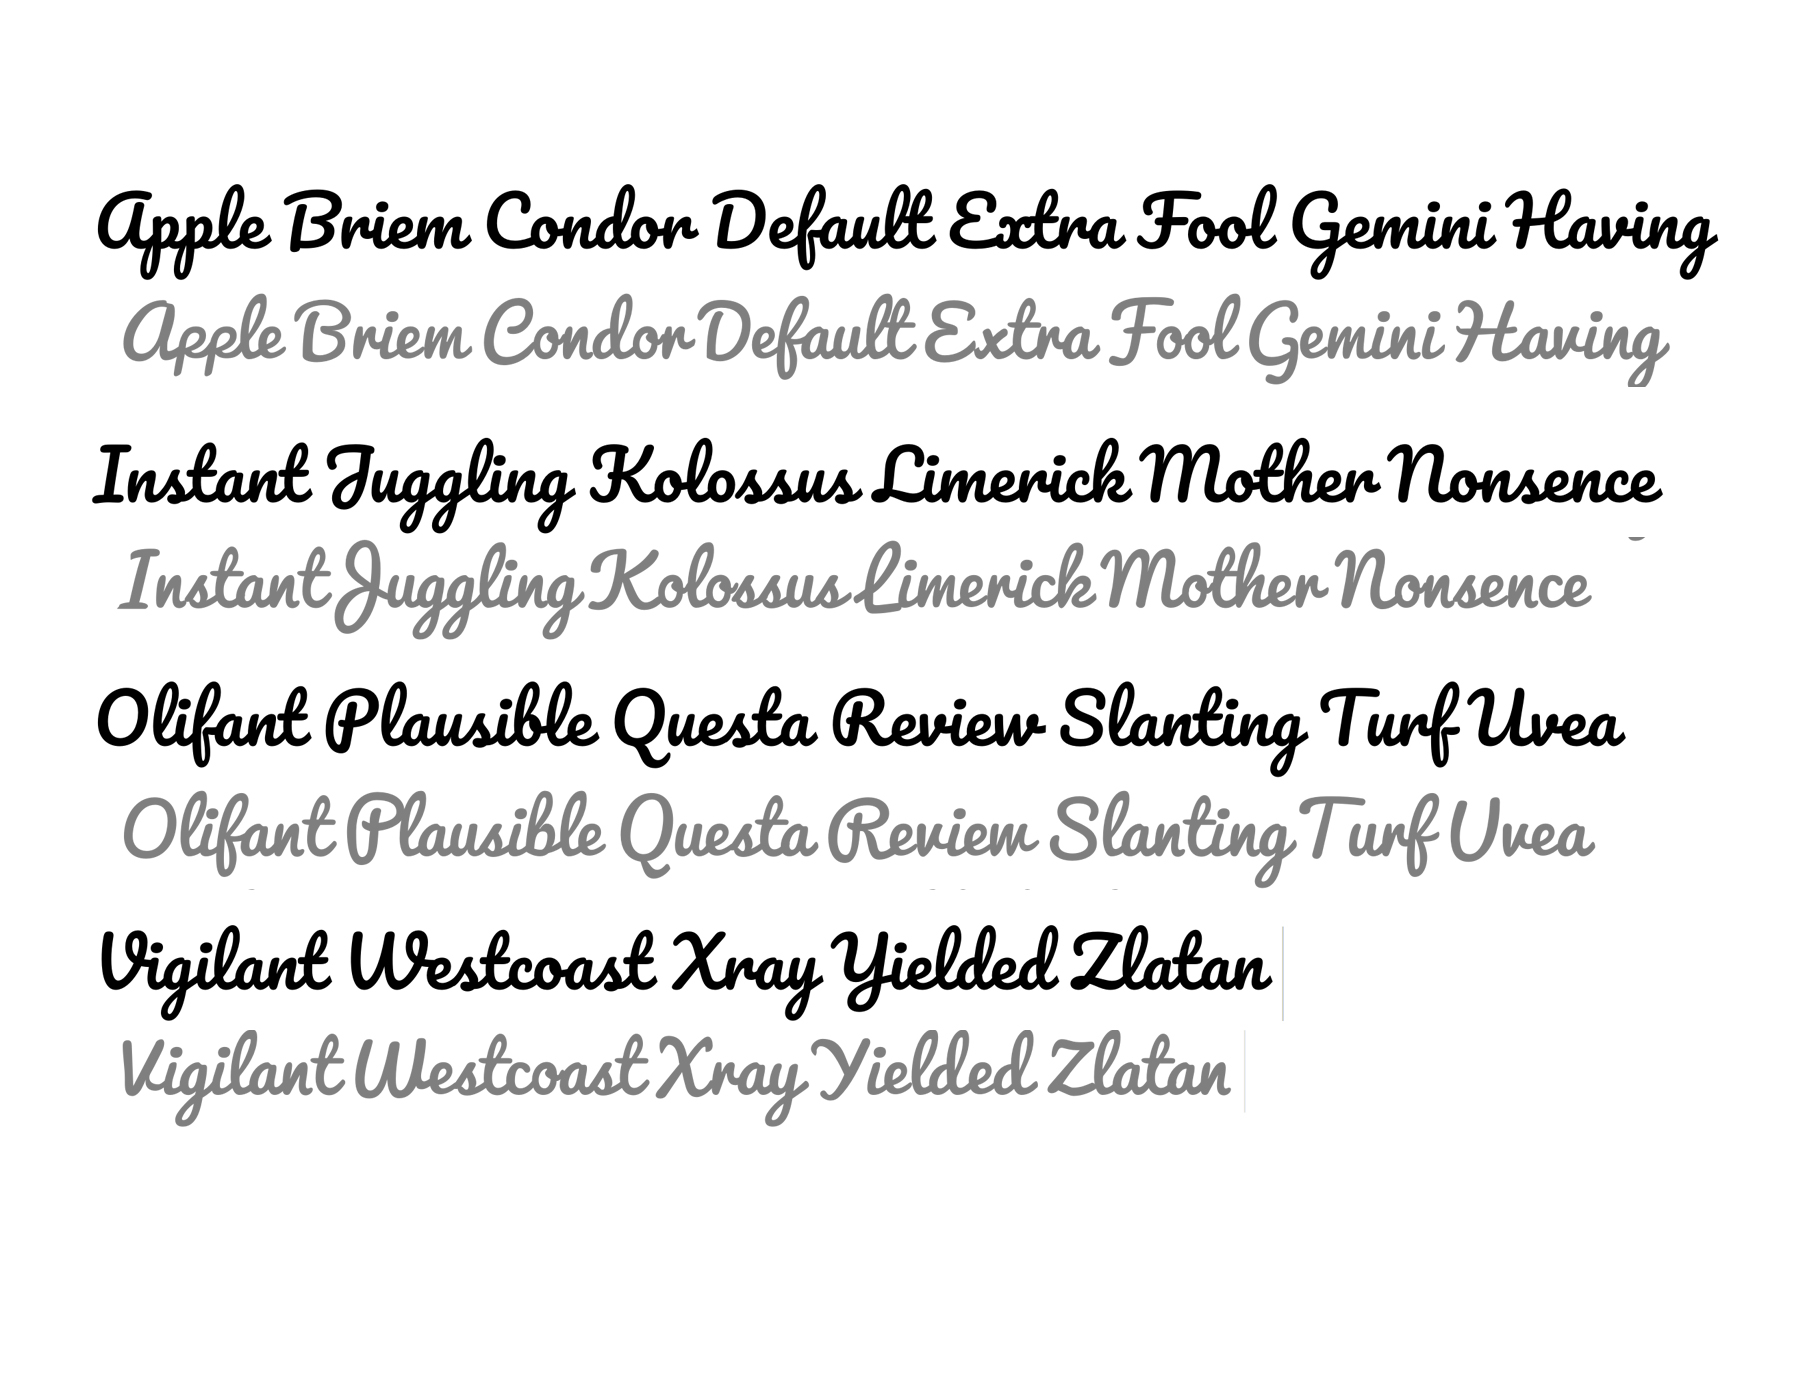 Apple Briem Condor Default Extra Fool Gemini Having
Apple Briem Condor Default Extra Fool Gemini Having
Instant Juggling Kolossus Limerick Mother Nonsence
Instant Juggling Kolossus Limerick Mother Nonsence
Olifant Plausible Questa Review Slanting Turf Uvea
Olifant Plausible Questa Review Slanting Turf Uvea
Vigilant Westcoast Xray Yielded Zlatan
Vigilant Westcoast Xray Yielded Zlatan